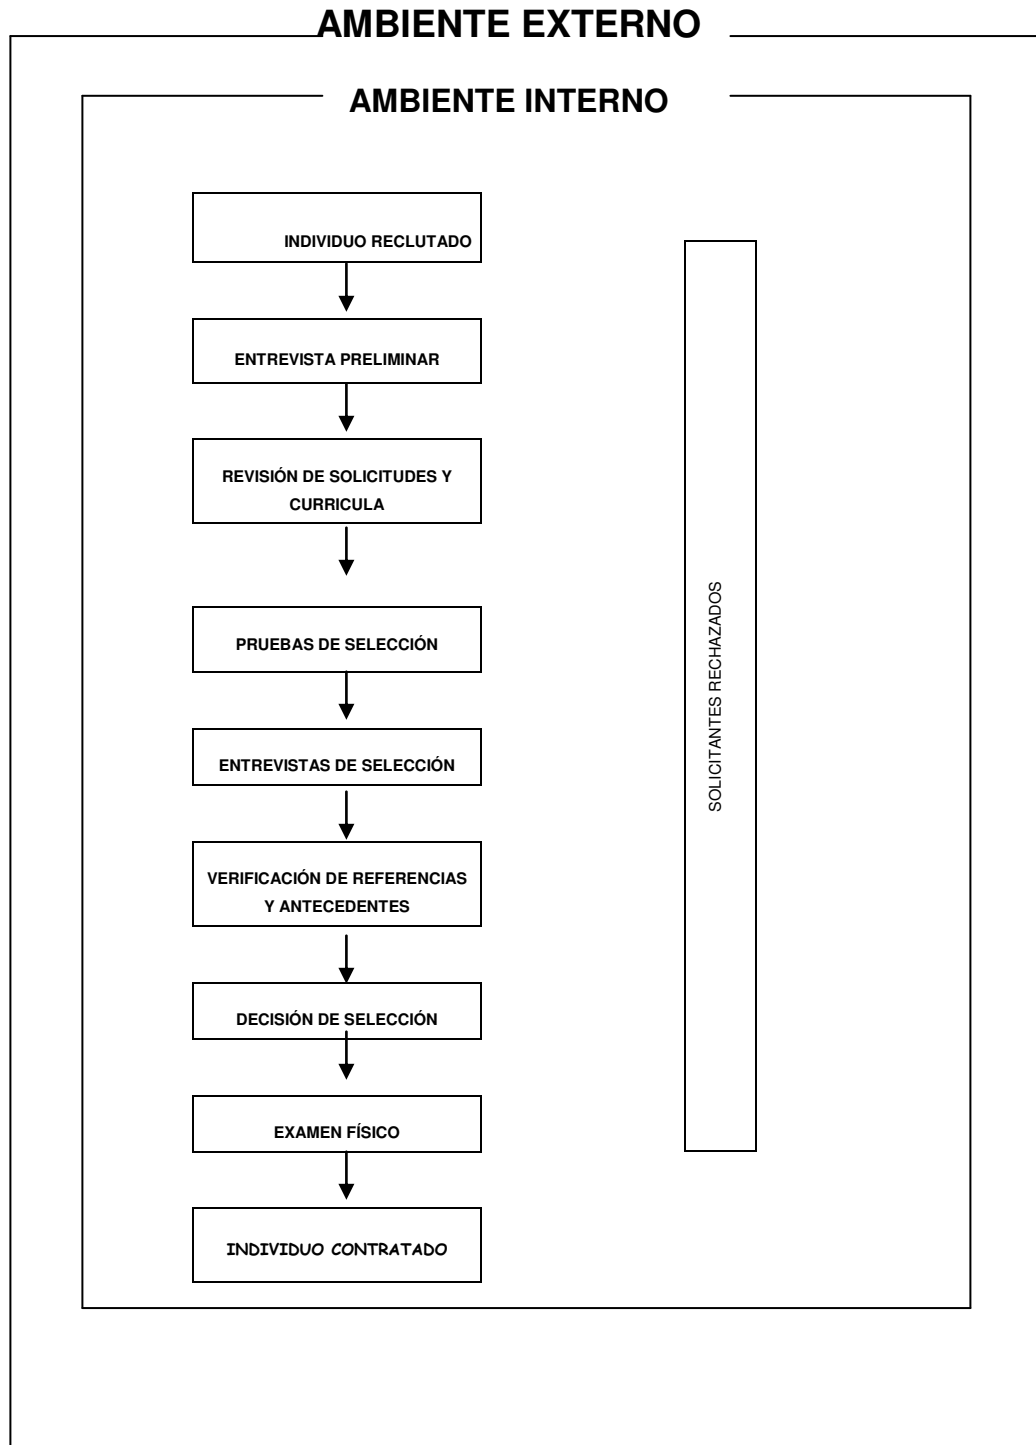 AMBIENTE EXTERNO
AMBIENTE INTERNO
INDIVIDUO RECLUTADO
ENTREVISTA PRELIMINAR
REVISIÓN DE SOLICITUDES Y
CURRICULA
PRUEBAS DE SELECCIÓN
ENTREVISTAS DE SELECCIÓN
VERIFICACIÓN DE REFERENCIAS
Y ANTECEDENTES
DECISIÓN DE SELECCIÓN
EXAMEN FÍSICO
INDIVIDUO CONTRATADO
SOLICITANTES RECHAZADOS